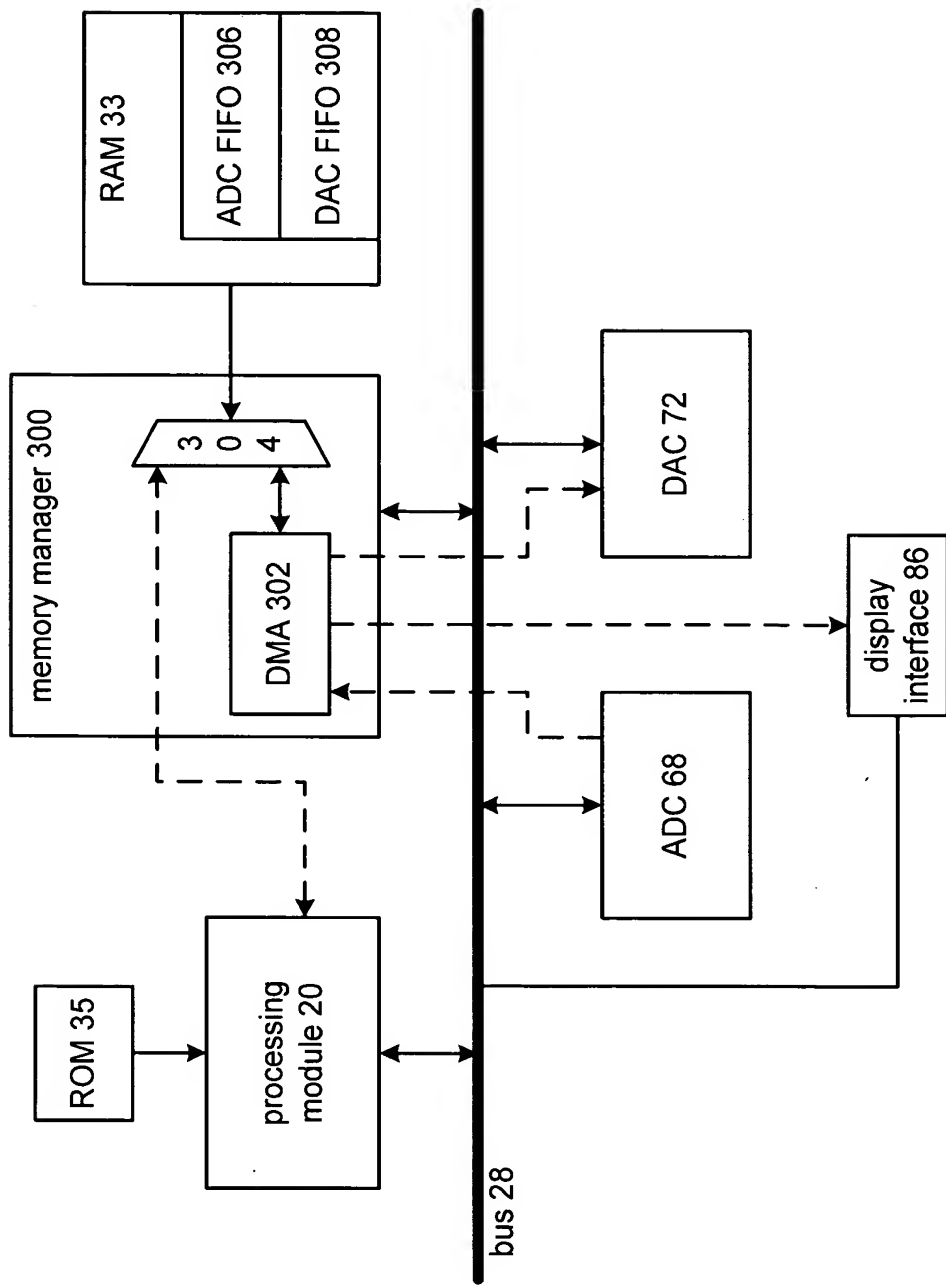 ROM 35
processing
module 20
memory manager 300
DMA 302
3 0 4
RAM 33
ADC FIFO 306
DAC FIFO 308
bus 28
ADC 68
DAC 72
display
interface 86